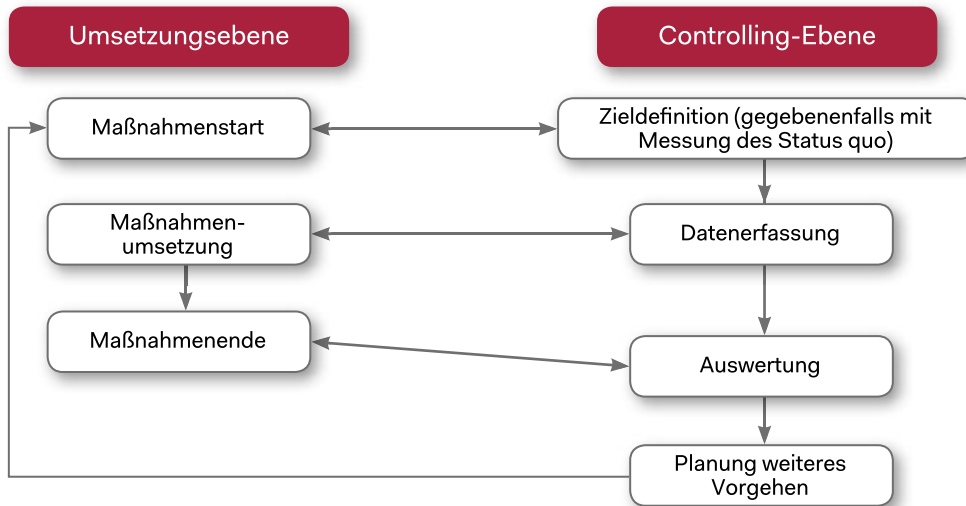 Umsetzungsebene
Controlling-Ebene
Maßnahmenstart
Zieldefinition (gegebenenfalls mit
Messung des Status quo)
Maßnahmen-
umsetzung
Datenerfassung
Maßnahmenende
Auswertung
Planung weiteres
Vorgehen